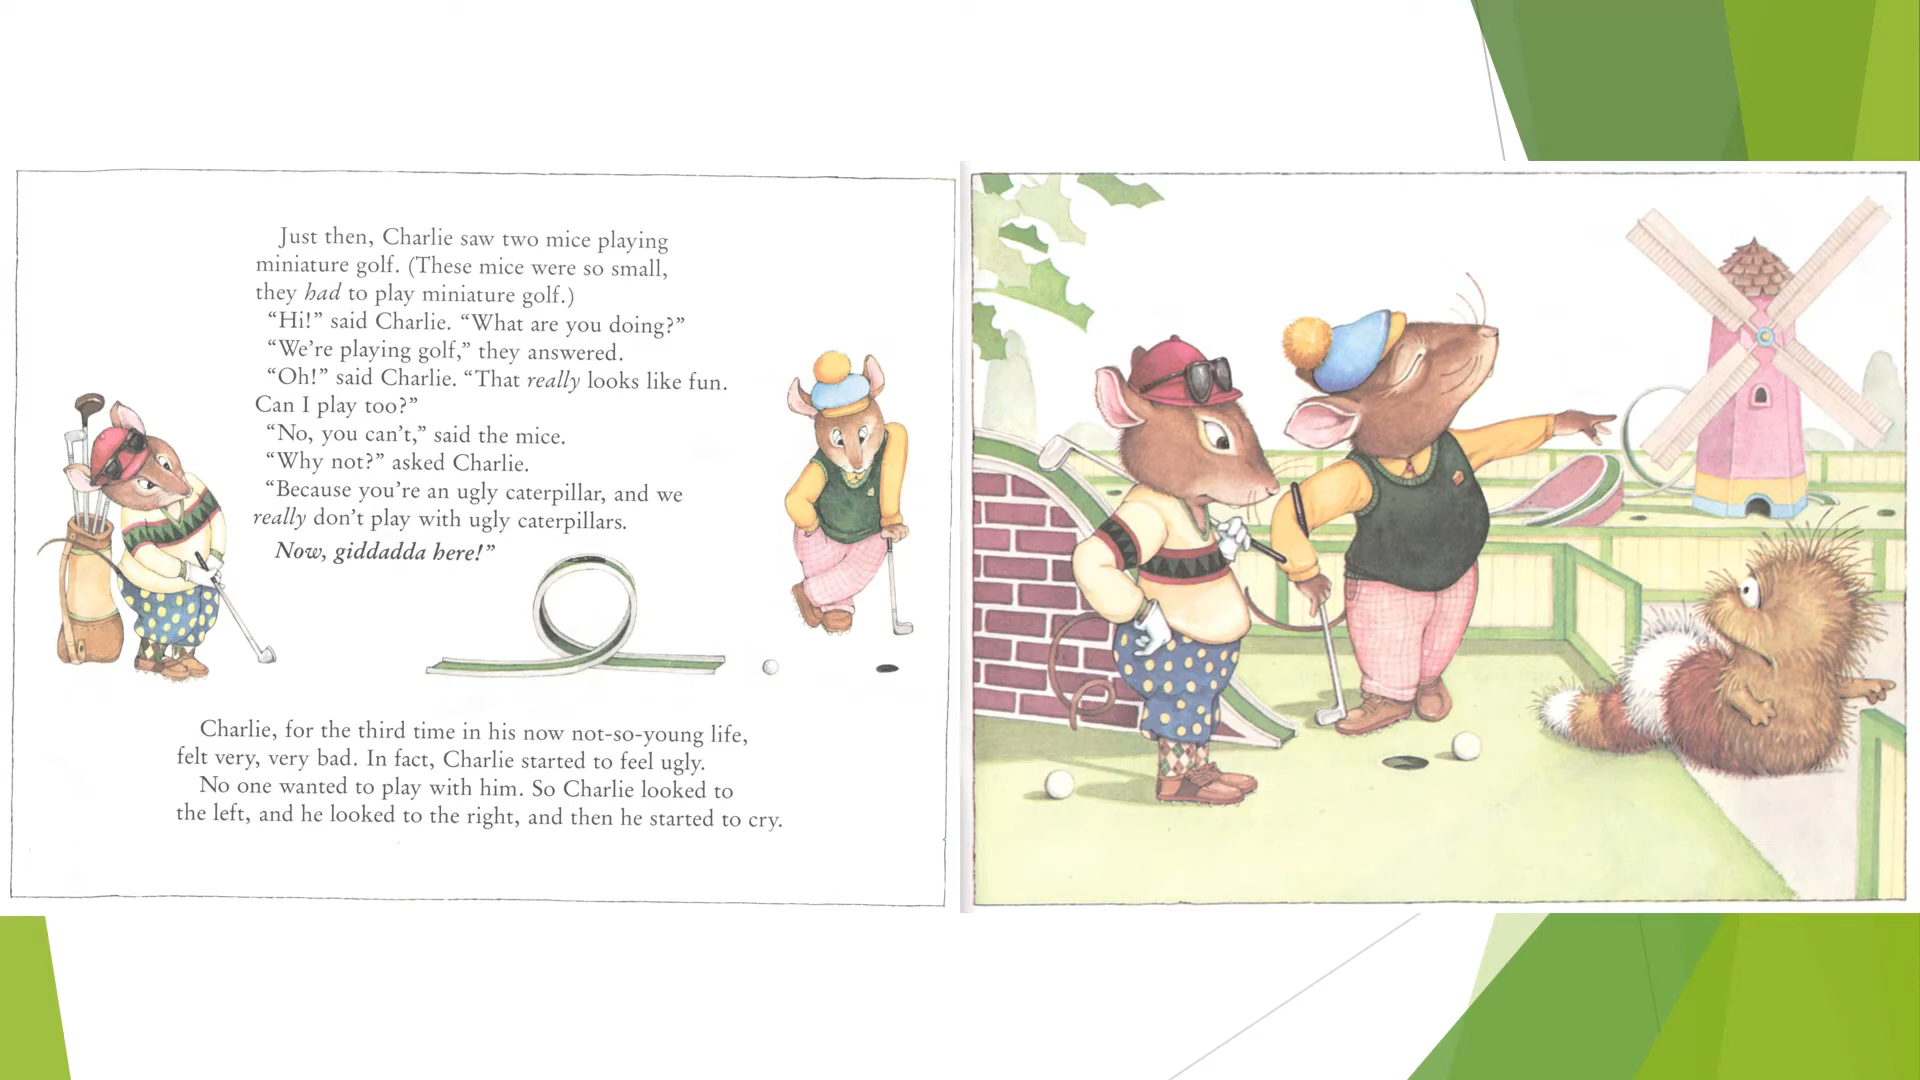 Just then, Charlie saw two mice playing
miniature golf. (These mice were so small,
they had to play miniature golf.)
“Hi!” said Charlie. “What are you doing?”
“We’re playing golf,” they answered.
“Oh!” said Charlie. “That really looks like fun.
Can I play too?”
“No, you can’t,” said the mice.
“Why not?” asked Charlie.
“Because you’re an ugly caterpillar, and we
really don’t play with ugly caterpillars.
Now, giddadda here!”
Charlie, for the third time in his now not-so-young life,
felt very, very bad. In fact, Charlie started to feel ugly.
No one wanted to play with him. So Charlie looked to
the left, and he looked to the right, and then he started to cry.